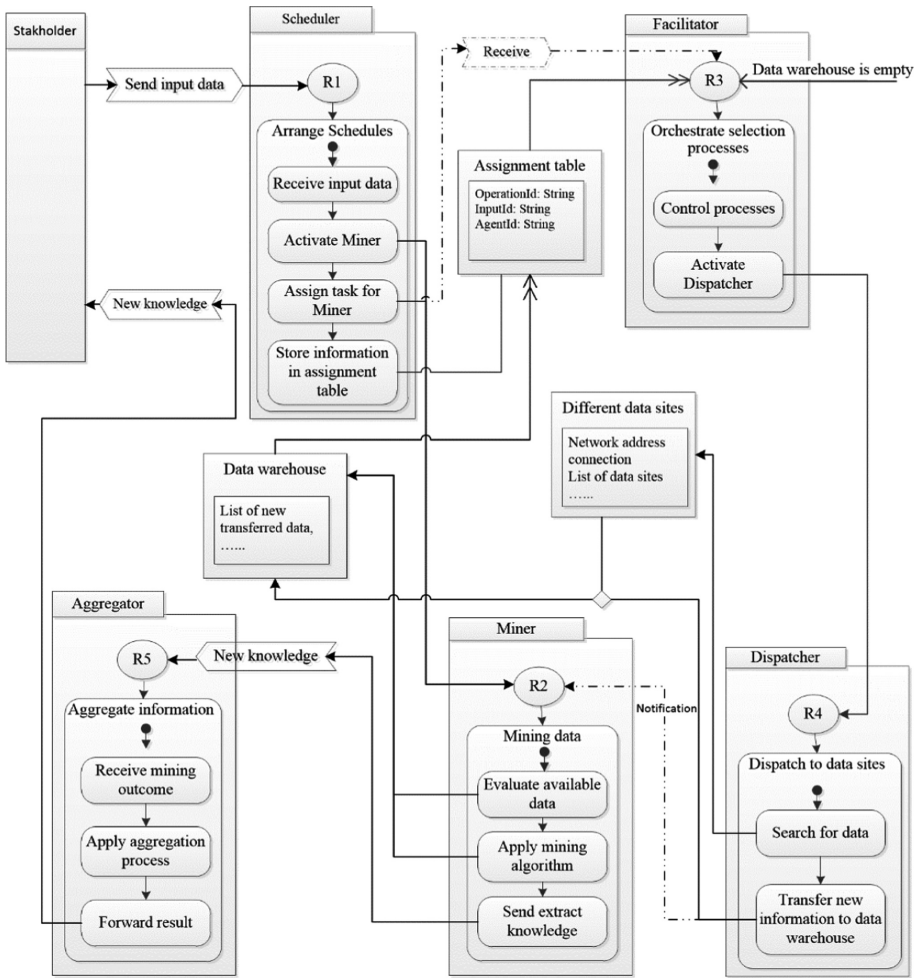 Stakholder
Send input data
New knowledge
Scheduler
R1
Arrange Schedules
Receive input data
Activate Miner
Assign task for
Miner
Store information
in assignment
table
Receive
Assignment table
OperationId: String
InputId: String
AgentId: String
Facilitator
R3
Data warehouse is empty
Orchestrate selection
processes
Control processes
Activate
Dispatcher
Different data sites
Network address
connection
List of data sites
…...
Data warehouse
List of new
transferred data,
…...
Aggregator
R5
New knowledge
Aggregate information
Receive mining
outcome
Apply aggregation
process
Forward result
Miner
R2
Notification
Mining data
Evaluate available
data
Apply mining
algorithm
Send extract
knowledge
Dispatcher
R4
Dispatch to data sites
Search for data
Transfer new
information to data
warehouse